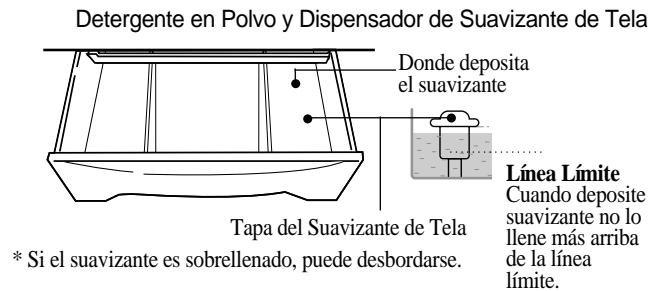 Detergente en Polvo y Dispensador de Suavizante de Tela
Donde deposita
el suavizante
Línea Límite
Cuando deposite
suavizante no lo
llene más arriba
de la línea
límite.
Tapa del Suavizante de Tela
* Si el suavizante es sobrellenado, puede desbordarse.